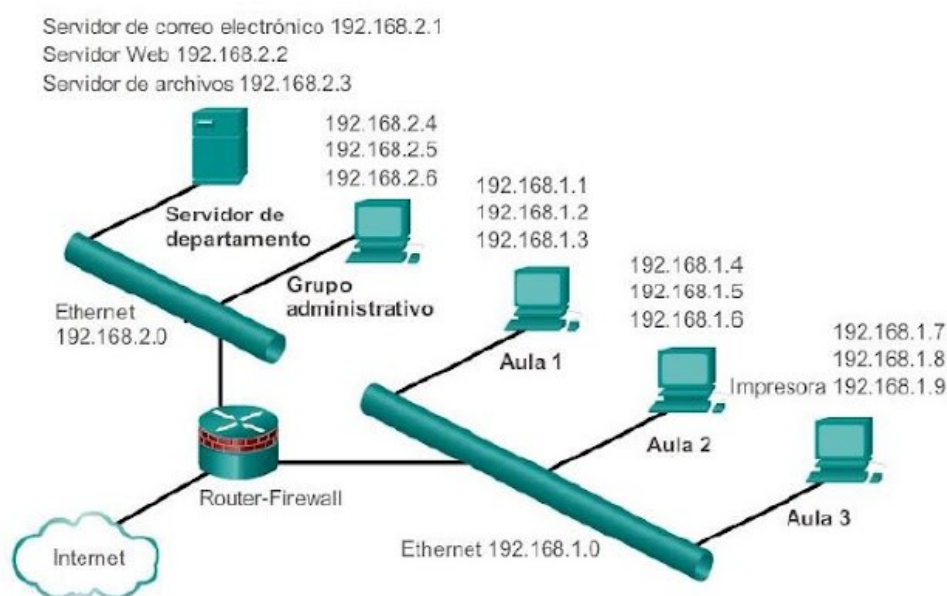 Servidor de correo electrónico 192.168.2.1
Servidor Web 192.168.2.2
Servidor de archivos 192.168.2.3
192.168.2.4
192.168.2.5
192.168.2.6
Servidor de
departamento
192.168.1.1
192.168.1.2
192.168.1.3
Grupo
administrativo
Ethernet
192.168.2.0
192.168.1.4
192.168.1.5
192.168.1.6
Aula 1
192.168.1.7
192.168.1.8
Impresora 192.168.1.9
Aula 2
Router-Firewall
Aula 3
Ethernet 192.168.1.0
Internet